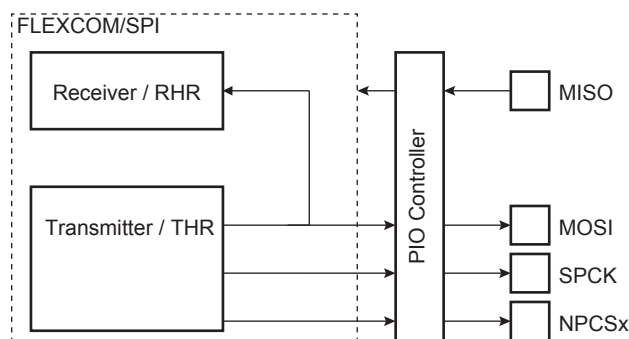 FLEXCOM/SPI
Receiver / RHR
MISO
PIO Controller
Transmitter / THR
MOSI
SPCK
NPCSx